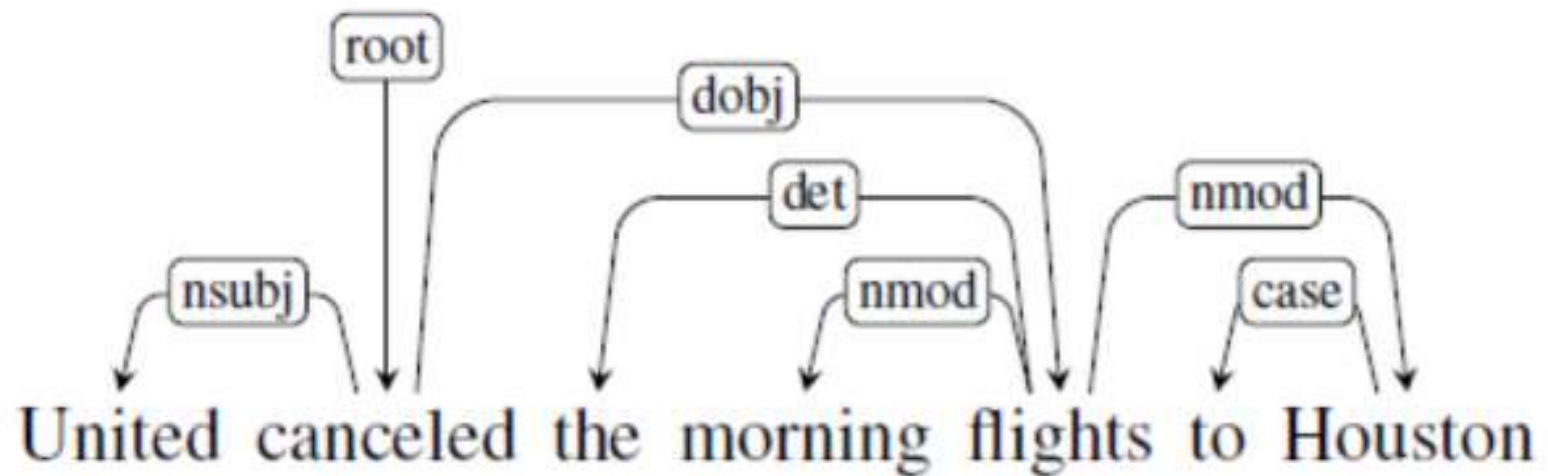 root
dobj
det nmod
nsubj nmod case
United canceled the morning flights to Houston